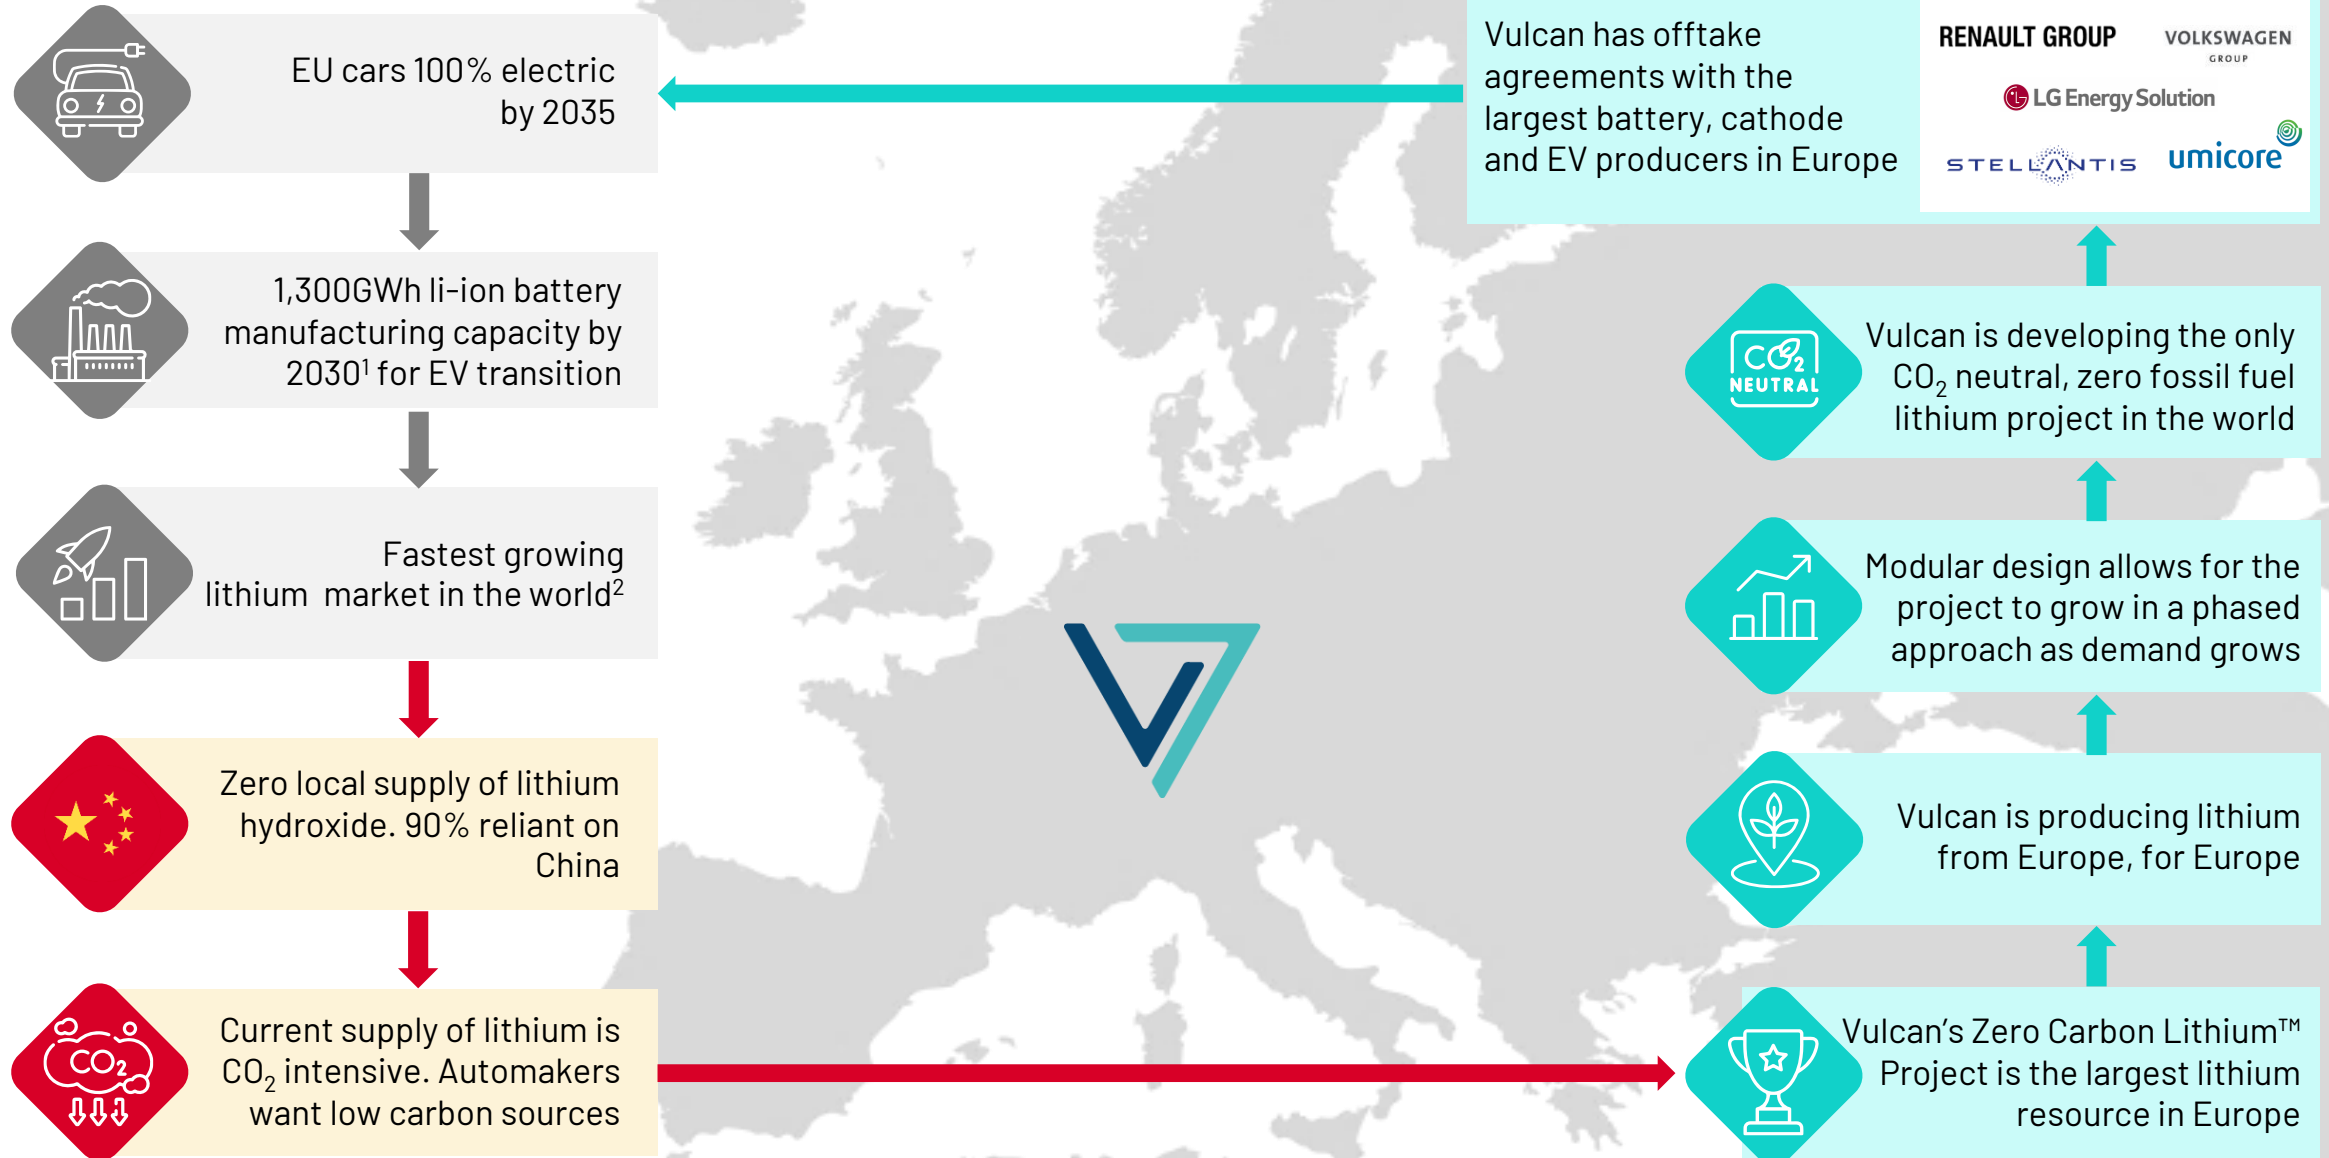 EU cars 100% electric
by 2035
1,300GWh li-ion battery
manufacturing capacity by
2030¹ for EV transition
Fastest growing
lithium market in the world²
Zero local supply of lithium
hydroxide. 90% reliant on
China
CO₂
Current supply of lithium is
CO₂ intensive. Automakers
want low carbon sources
Vulcan has offtake
agreements with the
largest battery, cathode
and EV producers in Europe
RENAULT GROUP
VOLKSWAGEN
GROUP
LG Energy Solution
STELLANTIS
umicore
CO₂
NEUTRAL
Vulcan is developing the only
CO₂ neutral, zero fossil fuel
lithium project in the world
Modular design allows for the
project to grow in a phased
approach as demand grows
Vulcan is producing lithium
from Europe, for Europe
Vulcan’s Zero Carbon Lithium™
Project is the largest lithium
resource in Europe